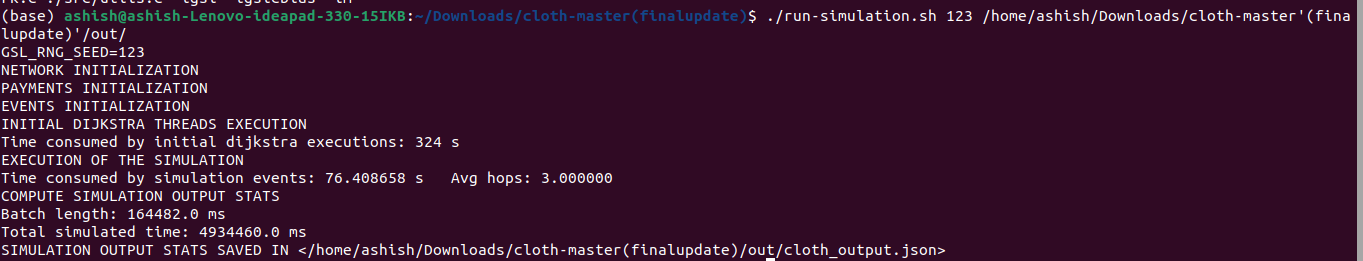 (base) ashish@ashish-Lenovo-ideapad-330-15IKB:~/Downloads/cloth-master(finalupdate)$ ./run-simulation.sh 123 /home/ashish/Downloads/cloth-master'(fina
lupdate)'/out/
GSL_RNG_SEED=123
NETWORK INITIALIZATION
PAYMENTS INITIALIZATION
EVENTS INITIALIZATION
INITIAL DIJKSTRA THREADS EXECUTION
Time consumed by initial dijkstra executions: 324 s
EXECUTION OF THE SIMULATION
Time consumed by simulation events: 76.408658 s   Avg hops: 3.000000
COMPUTE SIMULATION OUTPUT STATS
Batch length: 164482.0 ms
Total simulated time: 4934460.0 ms
SIMULATION OUTPUT STATS SAVED IN </home/ashish/Downloads/cloth-master(finalupdate)/out/cloth_output.json>